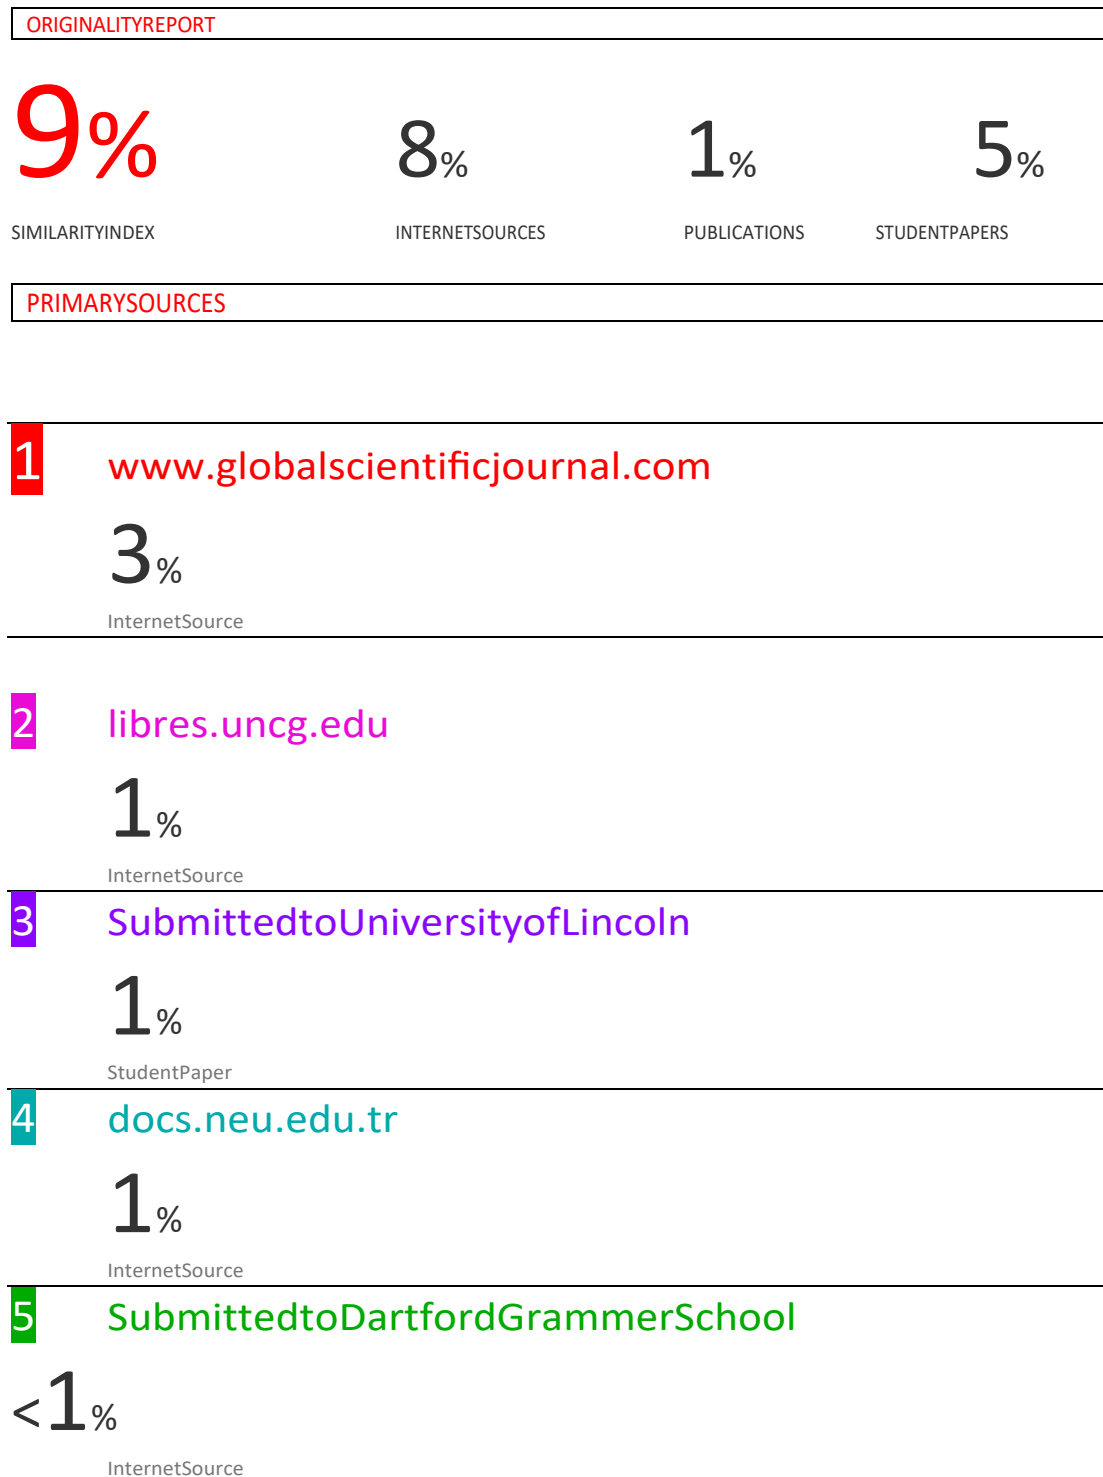 ORIGINALITYREPORT
9% 8% 1% 5%
SIMILARITYINDEX INTERNETSOURCES PUBLICATIONS STUDENTPAPERS
PRIMARYSOURCES
1 www.globalscientificjournal.com
3%
InternetSource
2 libres.uncg.edu
1%
InternetSource
3 SubmittedtoUniversityofLincoln
1%
StudentPaper
4 docs.neu.edu.tr
1%
InternetSource
5 SubmittedtoDartfordGrammerSchool
<1%
InternetSource